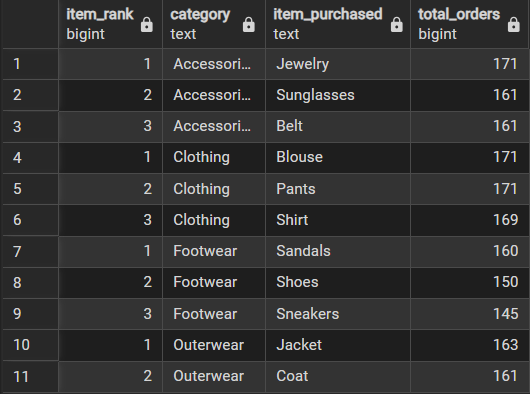 item_rank category item_purchased total_orders
bigint text text bigint
1 1 Accessori... Jewelry 171
2 2 Accessori... Sunglasses 161
3 3 Accessori... Belt 161
4 1 Clothing Blouse 171
5 2 Clothing Pants 171
6 3 Clothing Shirt 169
7 1 Footwear Sandals 160
8 2 Footwear Shoes 150
9 3 Footwear Sneakers 145
10 1 Outerwear Jacket 163
11 2 Outerwear Coat 161